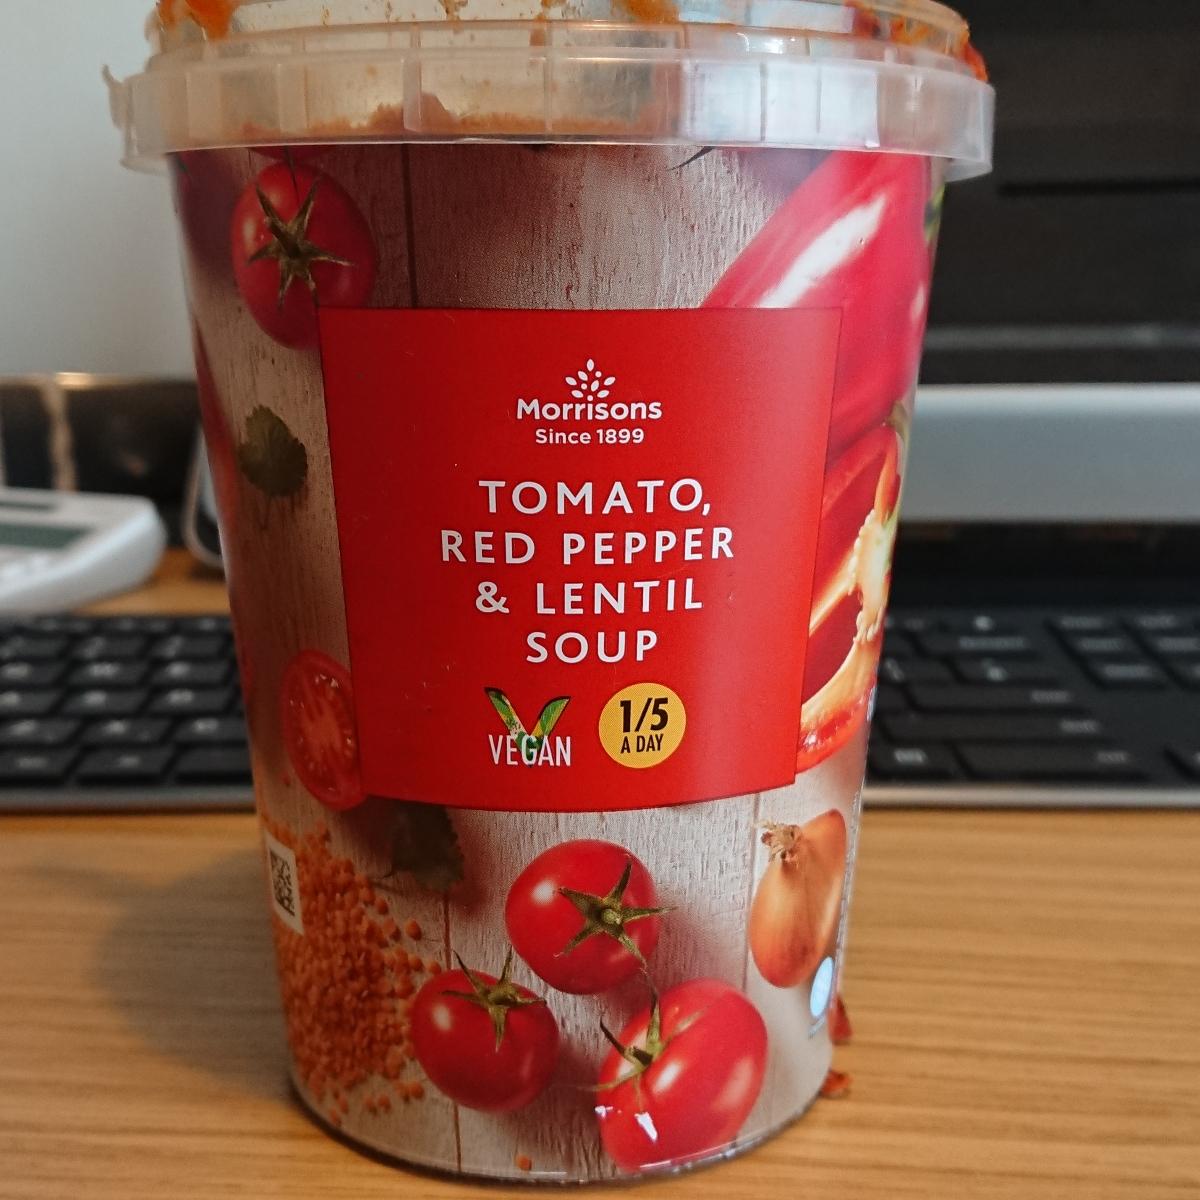 Morrisons
Since 1899
TOMATO,
RED PEPPER
& LENTIL
SOUP
VEGAN
1/5
A DAY